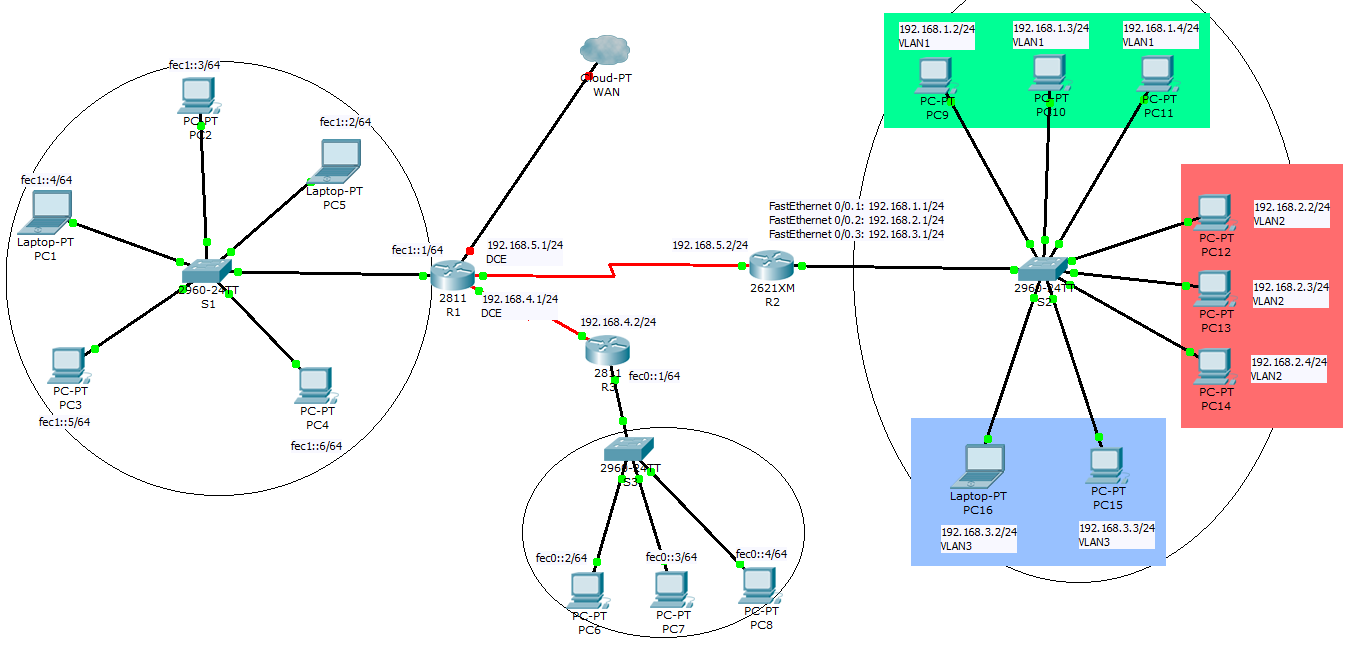 fec1::3/64
PC-PT
PC2
fec1::2/64
Laptop-PT
PC5
fec1::4/64
Laptop-PT
PC1
2960-24TT
S1
PC-PT
PC3
fec1::5/64
PC-PT
PC4
fec1::6/64
Cloud-PT
WAN
fec1::1/64
2811
R1
192.168.5.1/24
DCE
192.168.4.1/24
DCE
192.168.5.2/24
2621XM
R2
192.168.4.2/24
2811
R3
fec0::1/64
2960-24TT
S3
fec0::2/64
PC-PT
PC6
fec0::3/64
PC-PT
PC7
fec0::4/64
PC-PT
PC8
FastEthernet 0/0.1: 192.168.1.1/24
FastEthernet 0/0.2: 192.168.2.1/24
FastEthernet 0/0.3: 192.168.3.1/24
2960-24TT
S2
192.168.1.2/24
VLAN1
PC-PT
PC9
192.168.1.3/24
VLAN1
PC-PT
PC10
192.168.1.4/24
VLAN1
PC-PT
PC11
PC-PT
PC12
192.168.2.2/24
VLAN2
PC-PT
PC13
192.168.2.3/24
VLAN2
PC-PT
PC14
192.168.2.4/24
VLAN2
Laptop-PT
PC16
192.168.3.2/24
VLAN3
PC-PT
PC15
192.168.3.3/24
VLAN3